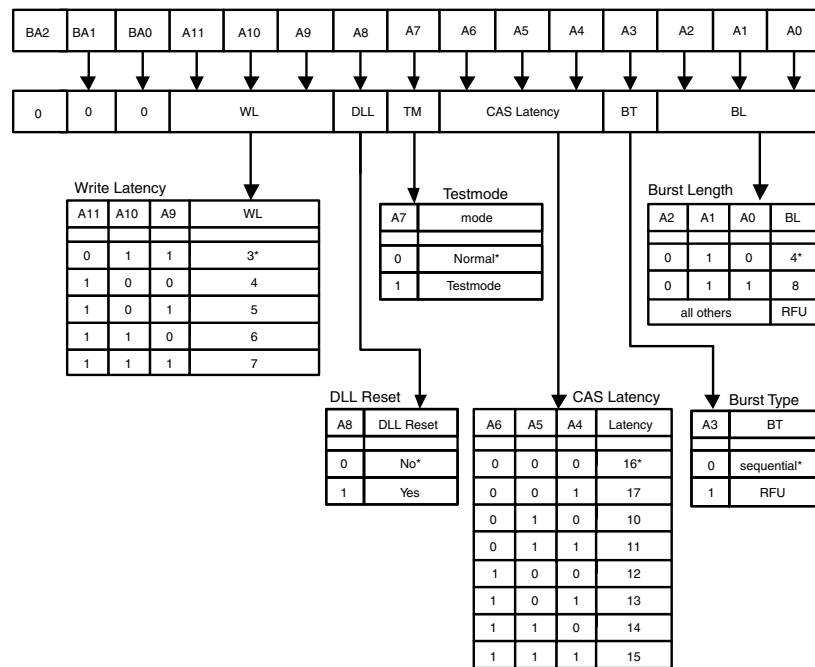 BA2 BA1 BA0 A11 A10 A9 A8 A7 A6 A5 A4 A3 A2 A1 A0
0 0 0 WL DLL TM CAS Latency BT BL
Write Latency
A11 A10 A9 WL
0 1 1 3*
1 0 0 4
1 0 1 5
1 1 0 6
1 1 1 7
Testmode
A7 mode
0 Normal*
1 Testmode
Burst Length
A2 A1 A0 BL
0 1 0 4*
0 1 1 8
all others RFU
DLL Reset
A8 DLL Reset
0 No*
1 Yes
CAS Latency
A6 A5 A4 Latency
0 0 0 16*
0 0 1 17
0 1 0 10
0 1 1 11
1 0 0 12
1 0 1 13
1 1 0 14
1 1 1 15
Burst Type
A3 BT
0 sequential*
1 RFU